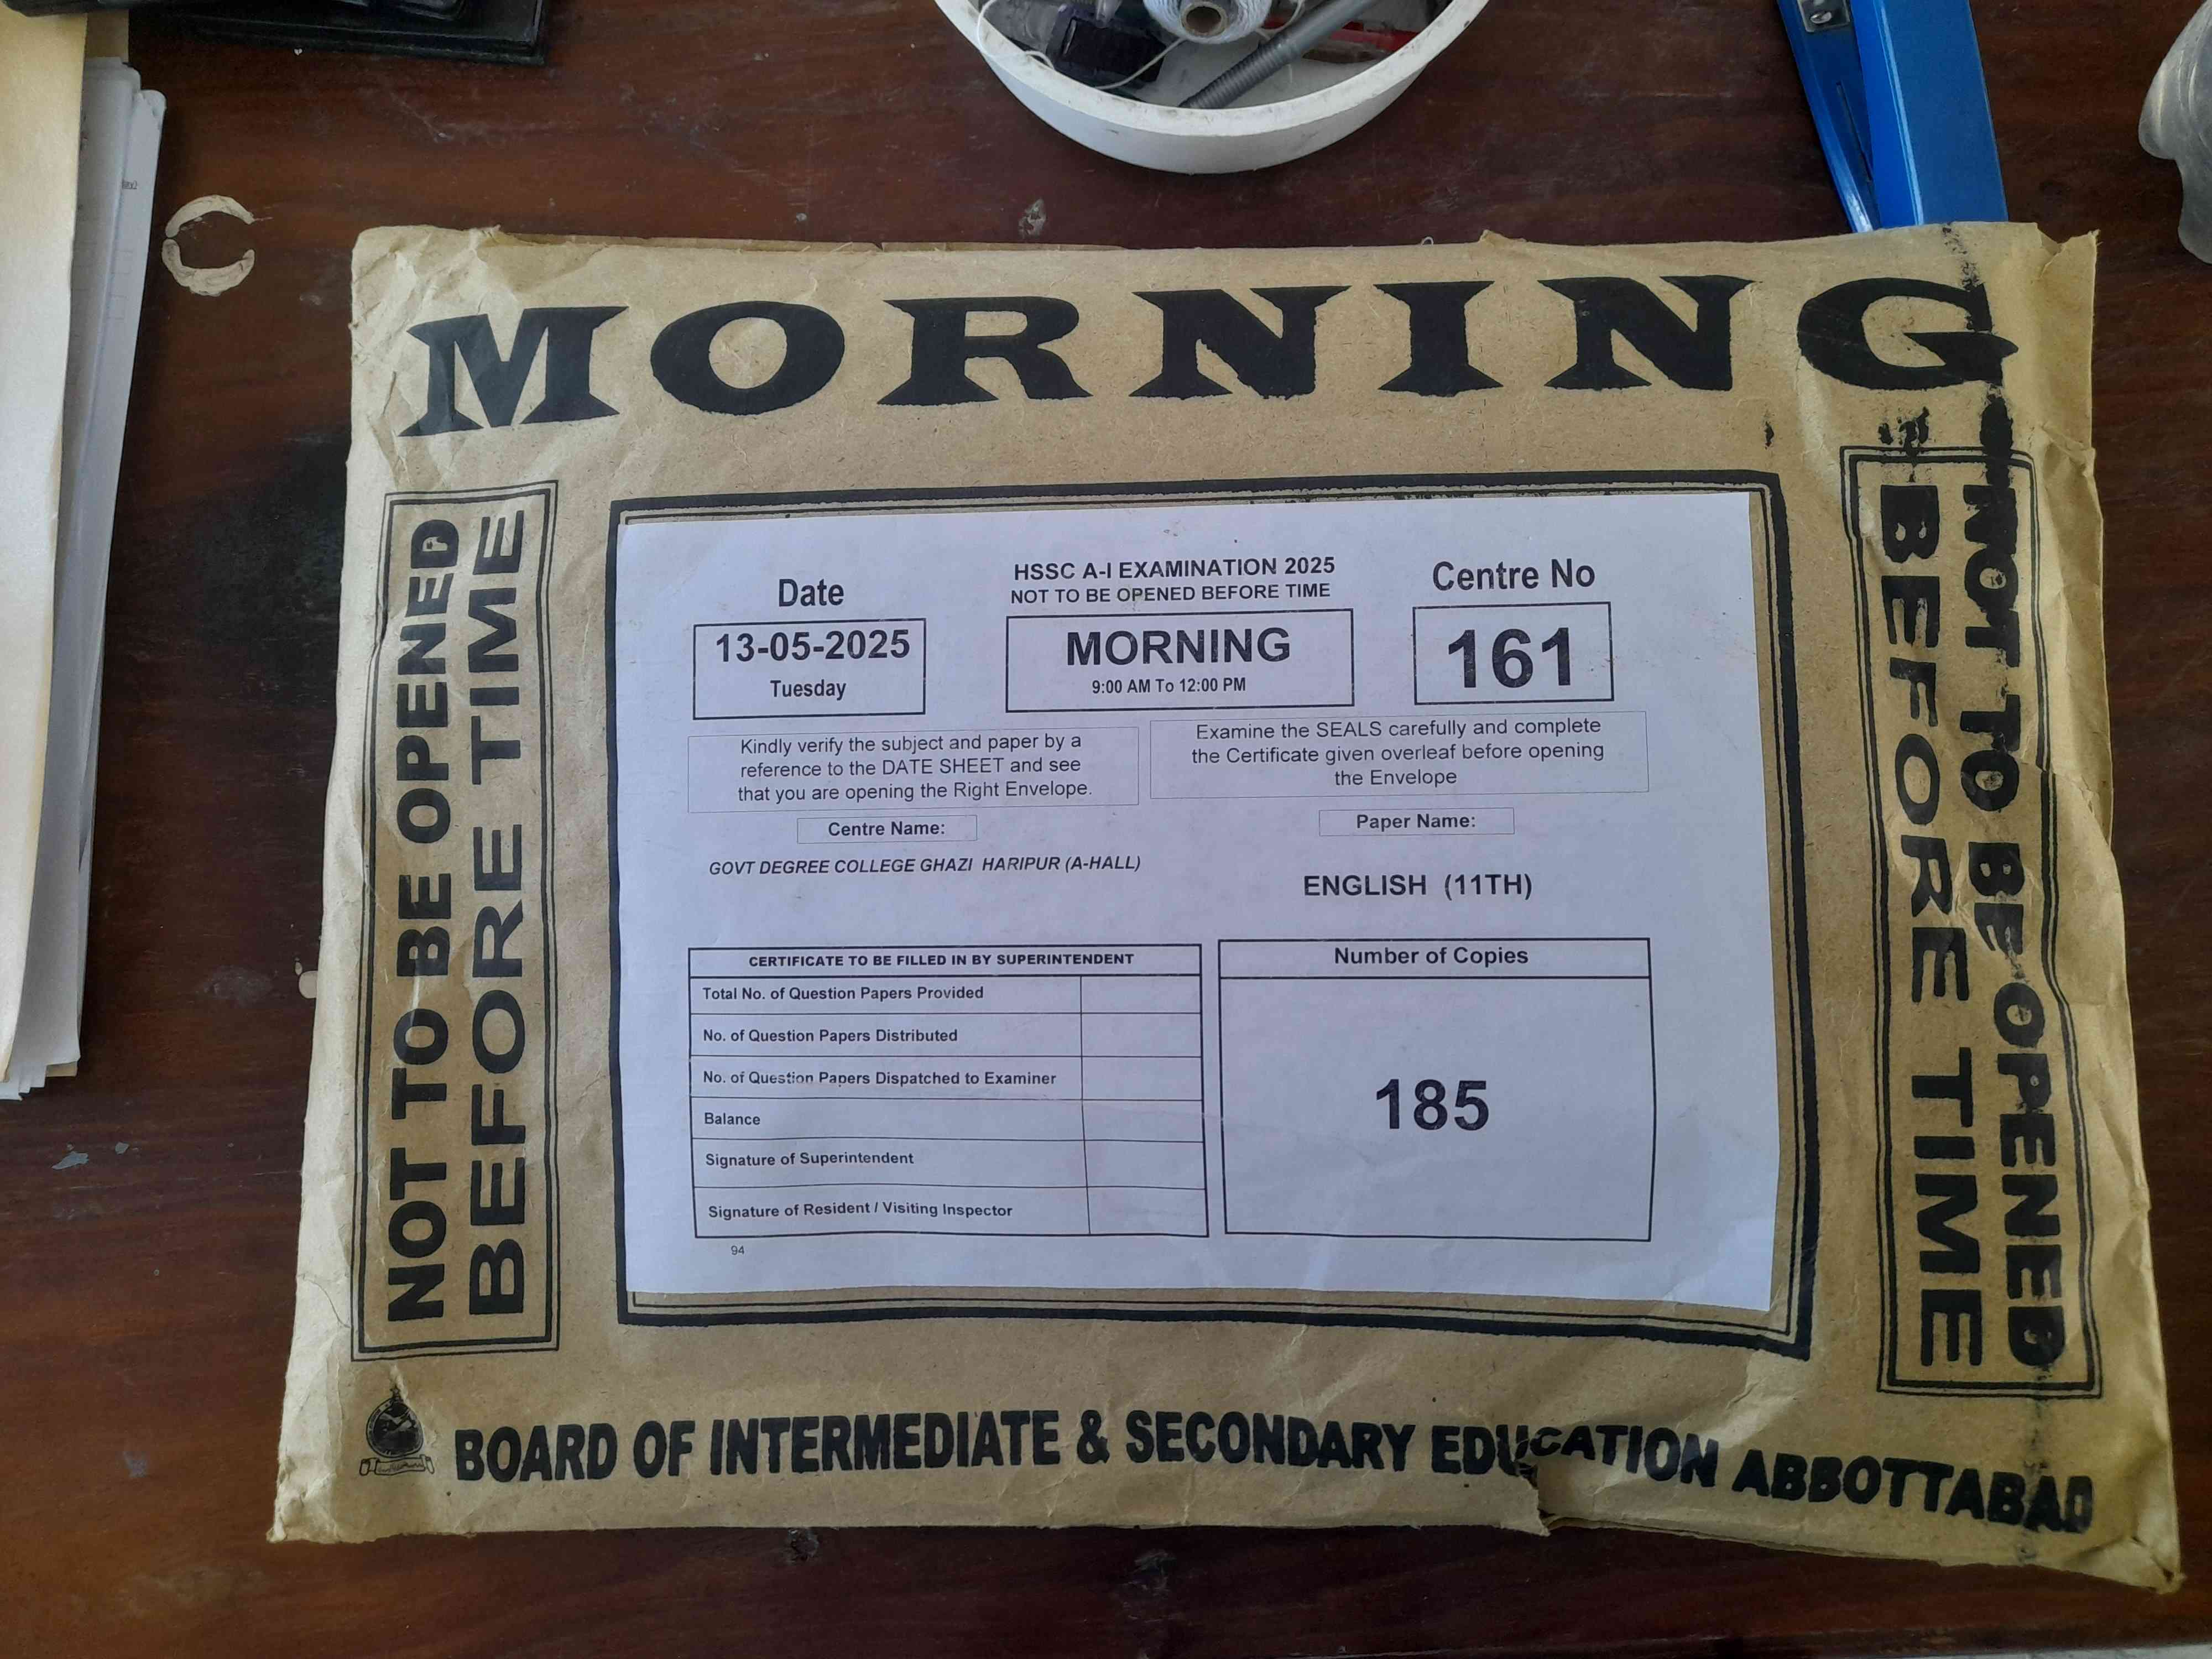 MORNING
NOT TO BE OPENED
BEFORE TIME
Date
13-05-2025
Tuesday
HSSC A-I EXAMINATION 2025
NOT TO BE OPENED BEFORE TIME
MORNING
9:00 AM To 12:00 PM
Centre No
161
Kindly verify the subject and paper by a
reference to the DATE SHEET and see
that you are opening the Right Envelope.
Examine the SEALS carefully and complete
the Certificate given overleaf before opening
the Envelope
Centre Name:
GOVT DEGREE COLLEGE GHAZI HARIPUR (A-HALL)
Paper Name:
ENGLISH (11TH)
CERTIFICATE TO BE FILLED IN BY SUPERINTENDENT
Total No. of Question Papers Provided
No. of Question Papers Distributed
No. of Question Papers Dispatched to Examiner
Balance
Signature of Superintendent
Signature of Resident / Visiting Inspector
94
Number of Copies
185
NOT TO BE OPENED
BEFORE TIME
BOARD OF INTERMEDIATE & SECONDARY EDUCATION ABBOTTABAD